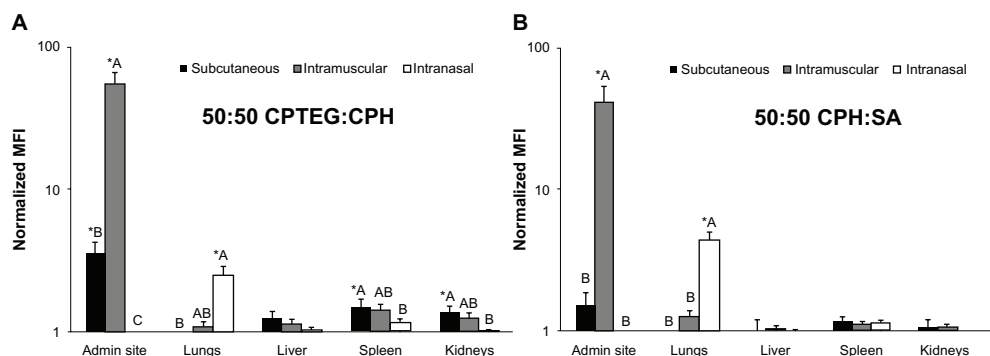 A
100
*A
Subcutaneous
Intramuscular
Intranasal
50:50 CPTEG:CPH
Normalized MFI
10
*B
*A
*A
AB
*A
AB
B
AB
B
B
C
1
Admin site
Lungs
Liver
Spleen
Kidneys
B
100
*A
Subcutaneous
Intramuscular
Intranasal
50:50 CPH:SA
Normalized MFI
10
*A
B
B
B
B
1
Admin site
Lungs
Liver
Spleen
Kidneys